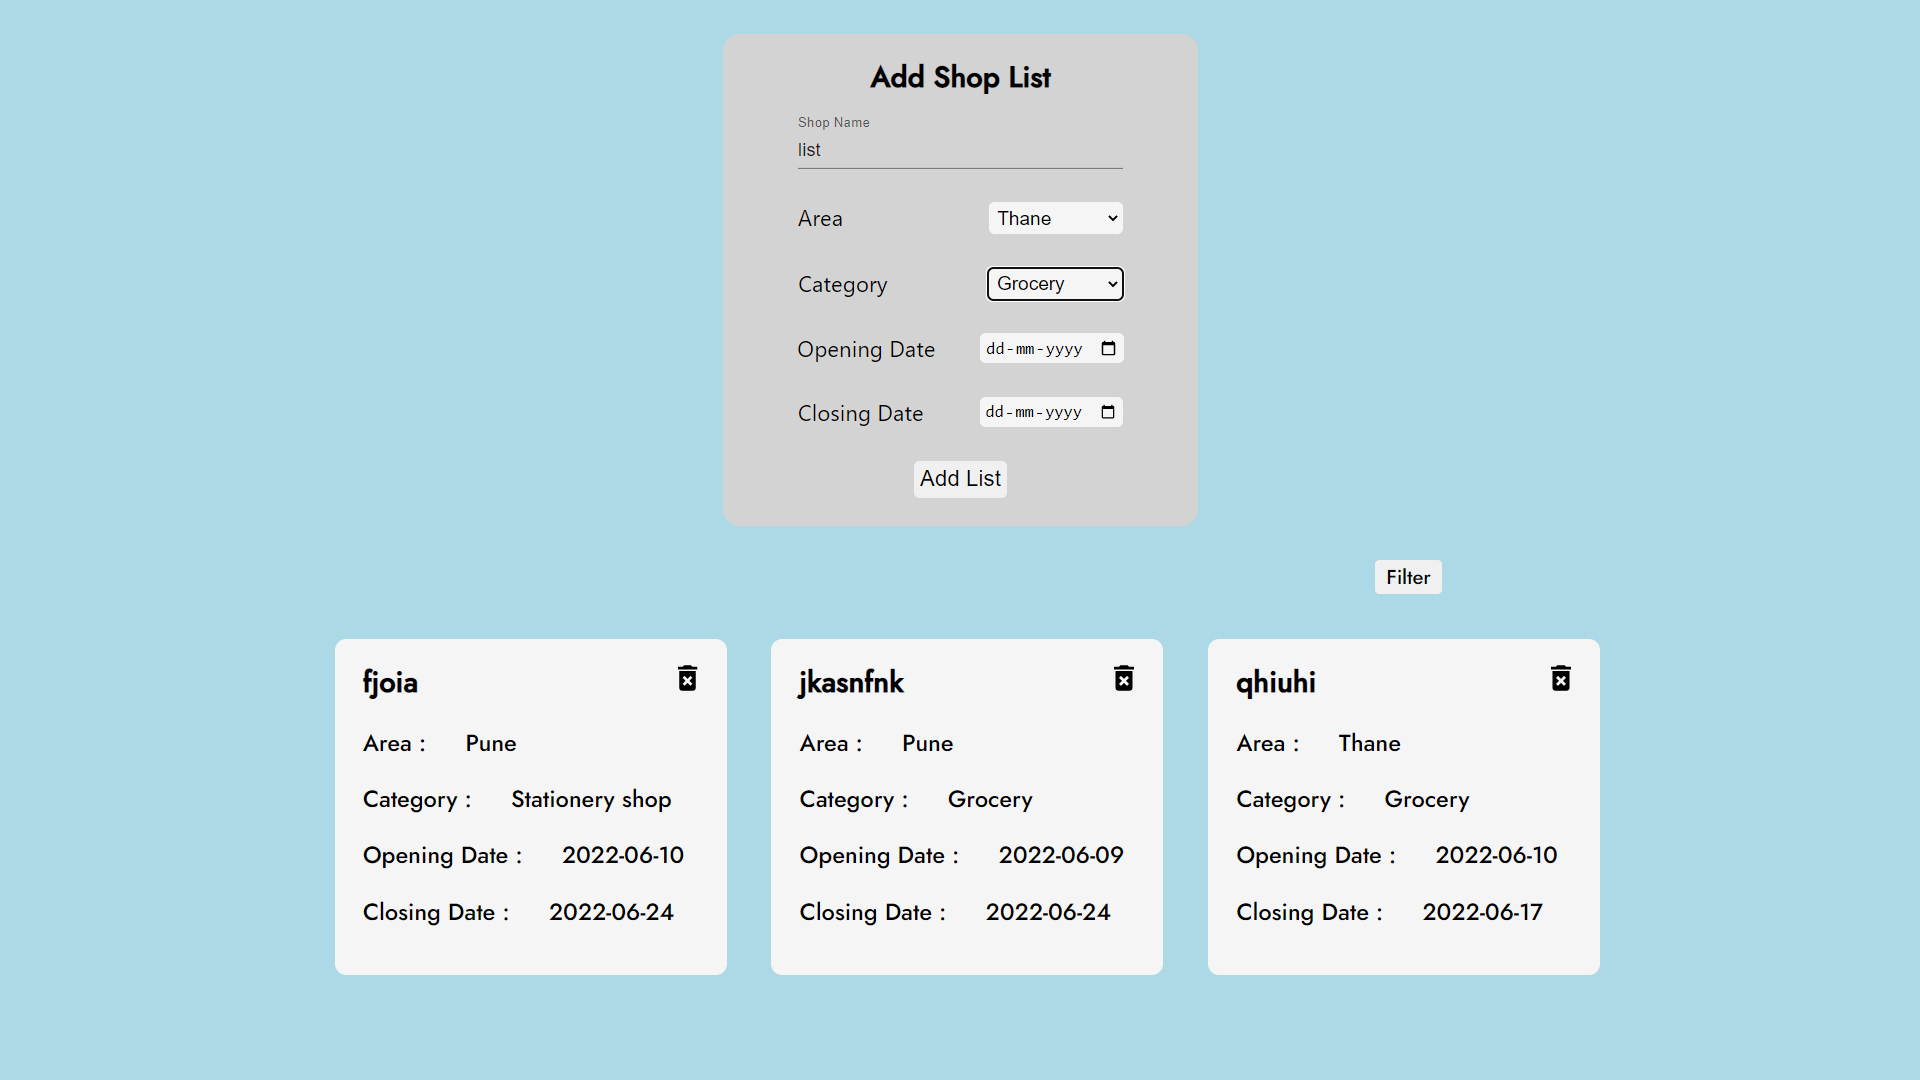 Add Shop List
Shop Name
list
Area Thane
Category Grocery
Opening Date dd-mm-yyyy
Closing Date dd-mm-yyyy
Add List
Filter
fjoia
Area : Pune
Category : Stationery shop
Opening Date : 2022-06-10
Closing Date : 2022-06-24
jkasnfnk
Area : Pune
Category : Grocery
Opening Date : 2022-06-09
Closing Date : 2022-06-24
qhiuhi
Area : Thane
Category : Grocery
Opening Date : 2022-06-10
Closing Date : 2022-06-17